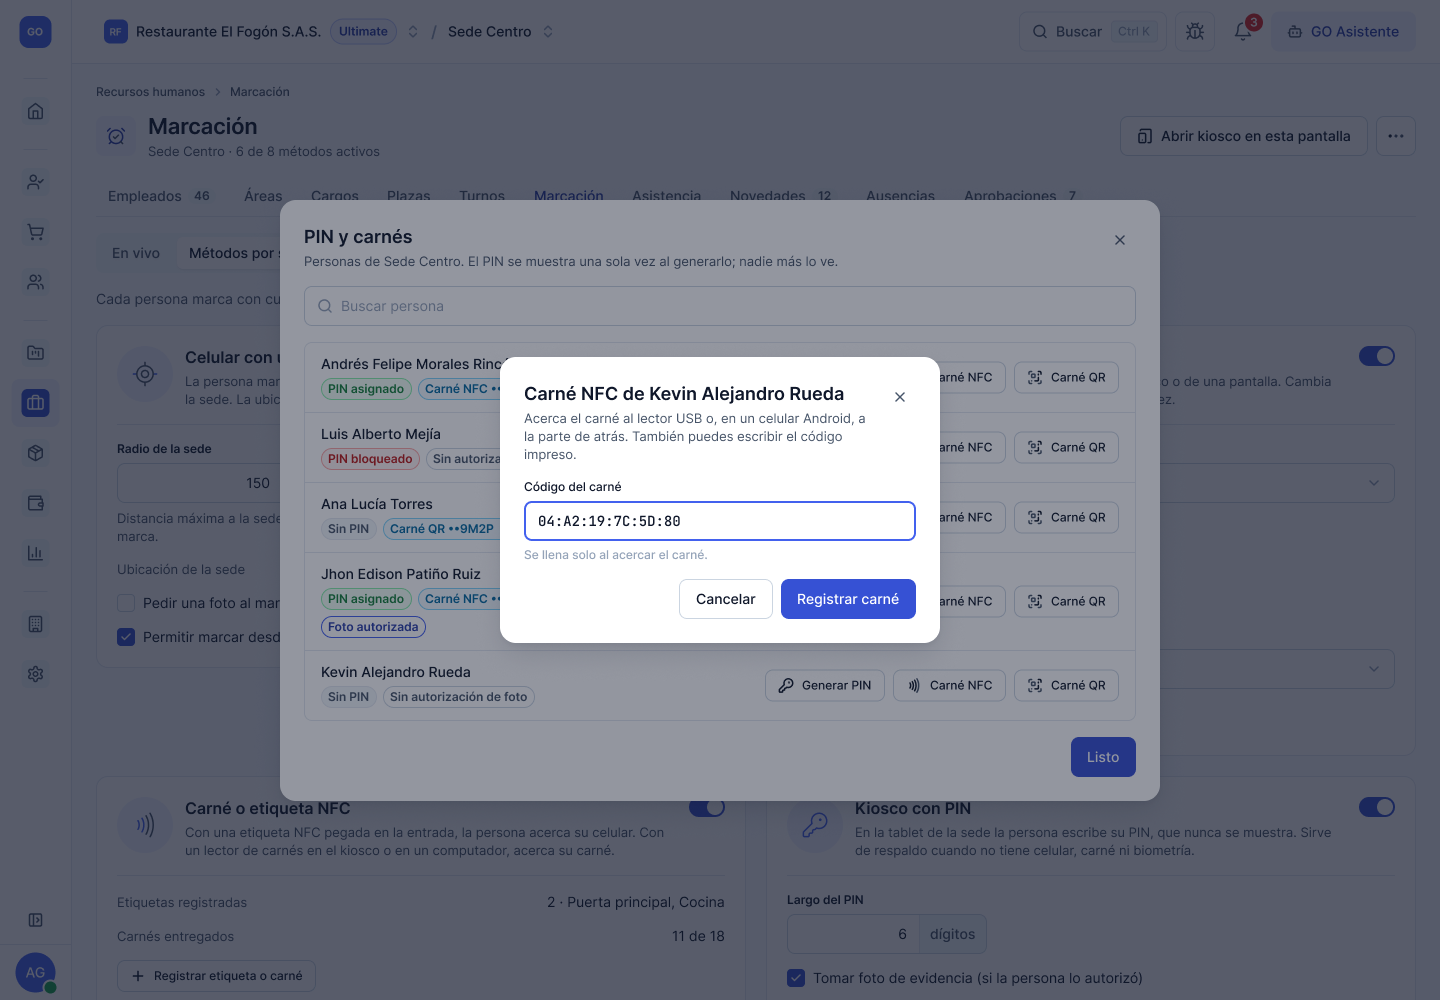 GO
RF Restaurante El Fogón S.A.S. Ultimate / Sede Centro
Buscar Ctrl K 3 GO Asistente
Recursos humanos > Marcación
Marcación
Sede Centro · 6 de 8 métodos activos
Abrir kiosco en esta pantalla
Empleados 46 Áreas Cargos Plazas Turnos Marcación Asistencia Novedades 12 Ausencias Aprobaciones 7
En vivo Métodos por
Cada persona marca con cu
Celular con
La persona mar
la sede. La ubic
o o de una pantalla. Cambia
ez.
Radio de la sede
150
Distancia máxima a la sede
marca.
Ubicación de la sede
Pedir una foto al mar
Permitir marcar desd
PIN y carnés
Personas de Sede Centro. El PIN se muestra una sola vez al generarlo; nadie más lo ve.
Buscar persona
Andrés Felipe Morales Rinc
PIN asignado Carné NFC ••
arné NFC Carné QR
Luis Alberto Mejía
PIN bloqueado Sin autoriza
arné NFC Carné QR
Ana Lucía Torres
Sin PIN Carné QR ••9M2P
arné NFC Carné QR
Jhon Edison Patiño Ruiz
PIN asignado Carné NFC ••
Foto autorizada
arné NFC Carné QR
Kevin Alejandro Rueda
Sin PIN Sin autorización de foto
Generar PIN Carné NFC Carné QR
Listo
Carné NFC de Kevin Alejandro Rueda
Acerca el carné al lector USB o, en un celular Android, a
la parte de atrás. También puedes escribir el código
impreso.
Código del carné
04:A2:19:7C:5D:80
Se llena solo al acercar el carné.
Cancelar Registrar carné
Carné o etiqueta NFC
Con una etiqueta NFC pegada en la entrada, la persona acerca su celular. Con
un lector de carnés en el kiosco o en un computador, acerca su carné.
Etiquetas registradas 2 · Puerta principal, Cocina
Carnés entregados 11 de 18
Registrar etiqueta o carné
Kiosco con PIN
En la tablet de la sede la persona escribe su PIN, que nunca se muestra. Sirve
de respaldo cuando no tiene celular, carné ni biometría.
Largo del PIN
6 dígitos
Tomar foto de evidencia (si la persona lo autorizó)
AG